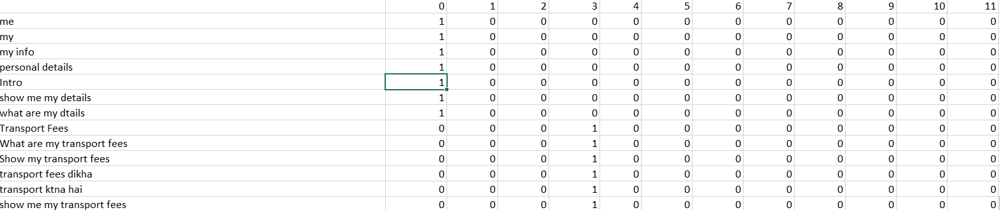 0 1 2 3 4 5 6 7 8 9 10 11
me 1 0 0 0 0 0 0 0 0 0 0 0
my 1 0 0 0 0 0 0 0 0 0 0 0
my info 1 0 0 0 0 0 0 0 0 0 0 0
personal details 1 0 0 0 0 0 0 0 0 0 0 0
Intro 1 0 0 0 0 0 0 0 0 0 0 0
show me my details 1 0 0 0 0 0 0 0 0 0 0 0
what are my dtails 1 0 0 0 0 0 0 0 0 0 0 0
Transport Fees 0 0 0 1 0 0 0 0 0 0 0 0
What are my transport fees 0 0 0 1 0 0 0 0 0 0 0 0
Show my transport fees 0 0 0 1 0 0 0 0 0 0 0 0
transport fees dikha 0 0 0 1 0 0 0 0 0 0 0 0
transport ktna hai 0 0 0 1 0 0 0 0 0 0 0 0
show me my transport fees 0 0 0 1 0 0 0 0 0 0 0 0